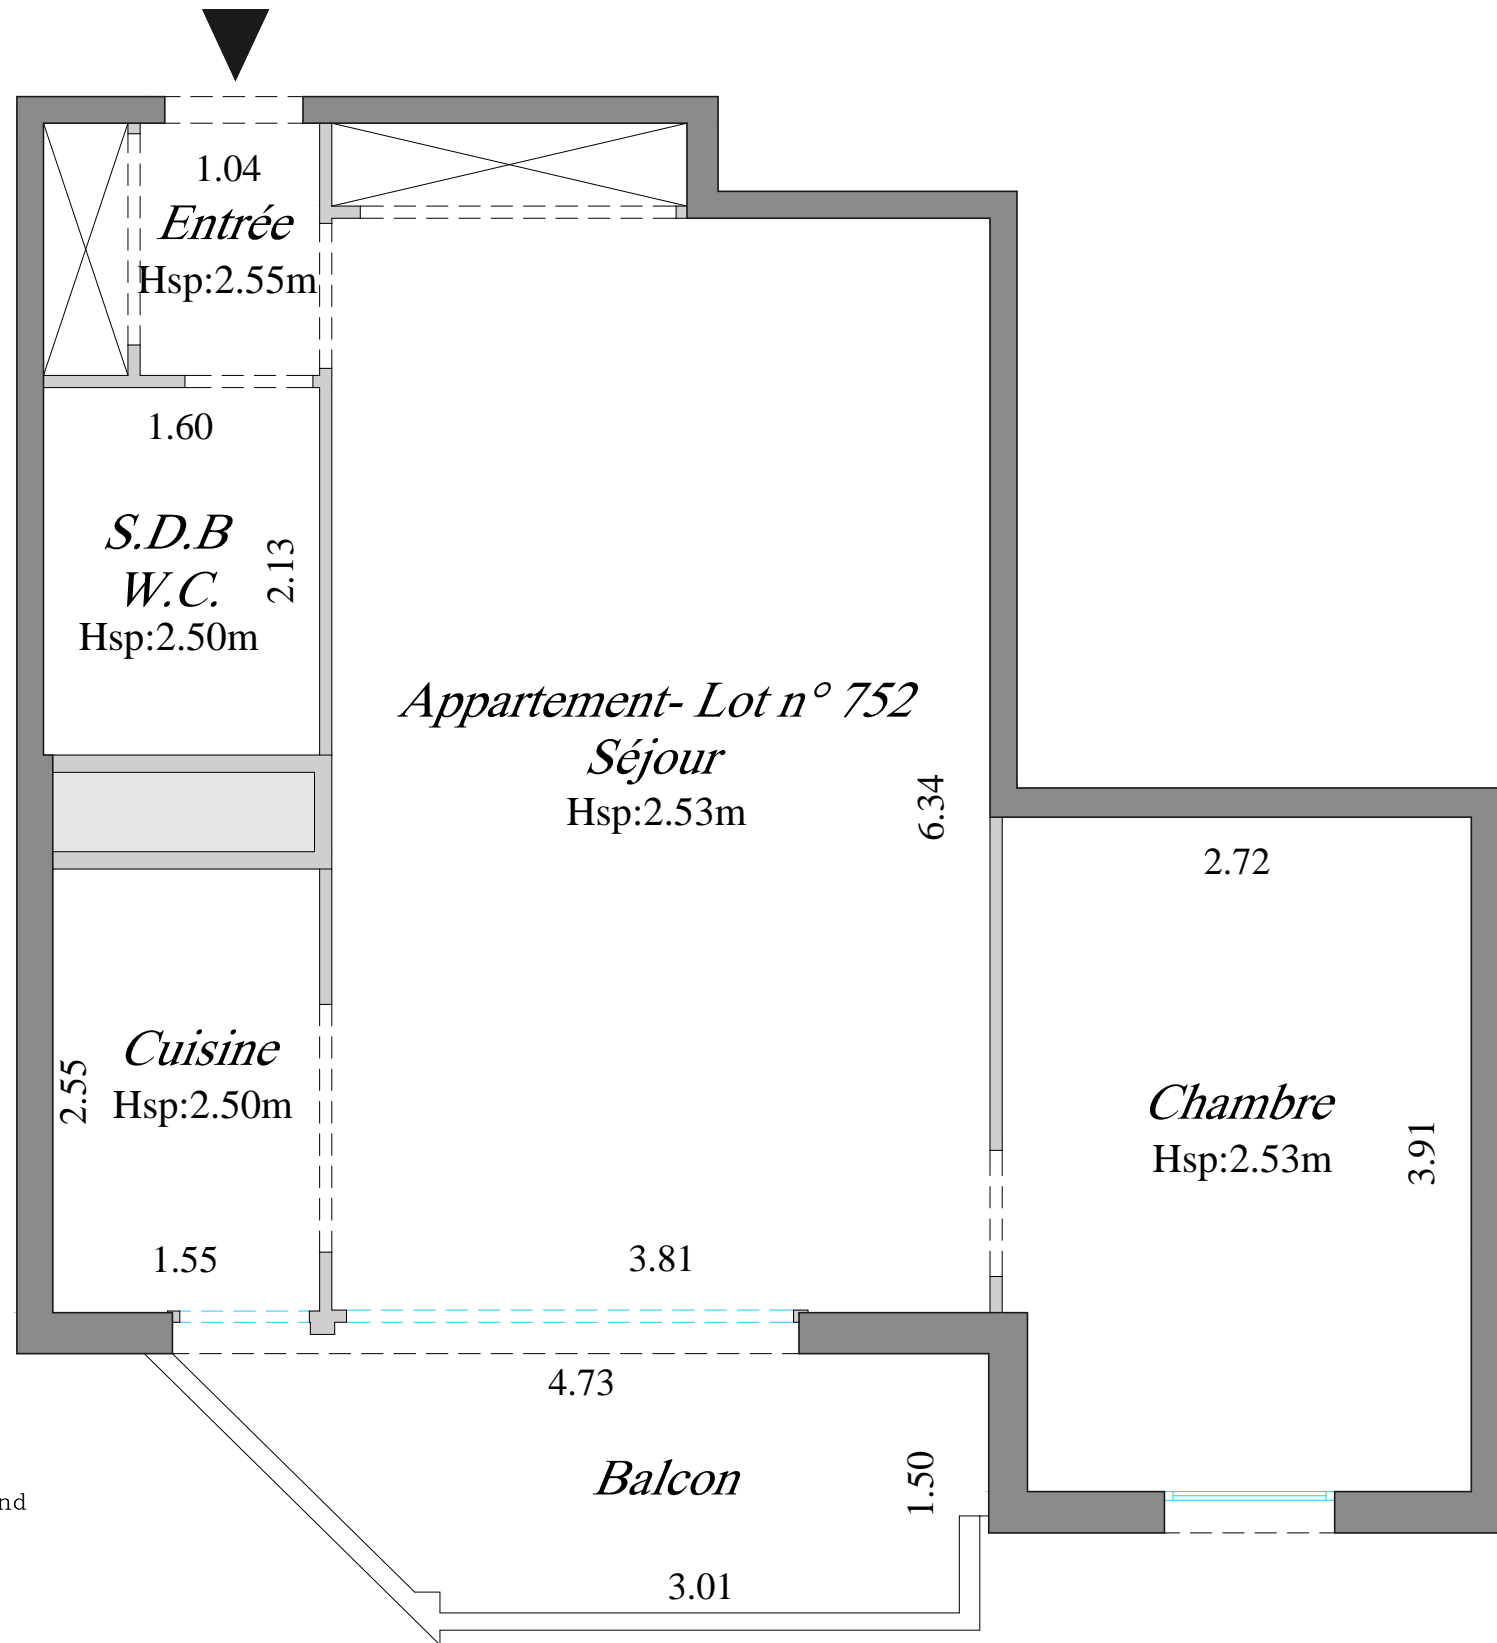 1.04
Entrée
Hsp:2.55m
1.60
S.D.B
W.C.
Hsp:2.50m
2.13
Appartement- Lot n° 752
Séjour
Hsp:2.53m
6.34
2.72
Cuisine
Hsp:2.50m
2.55
Chambre
Hsp:2.53m
3.91
1.55
3.81
4.73
Balcon
1.50
nd
3.01